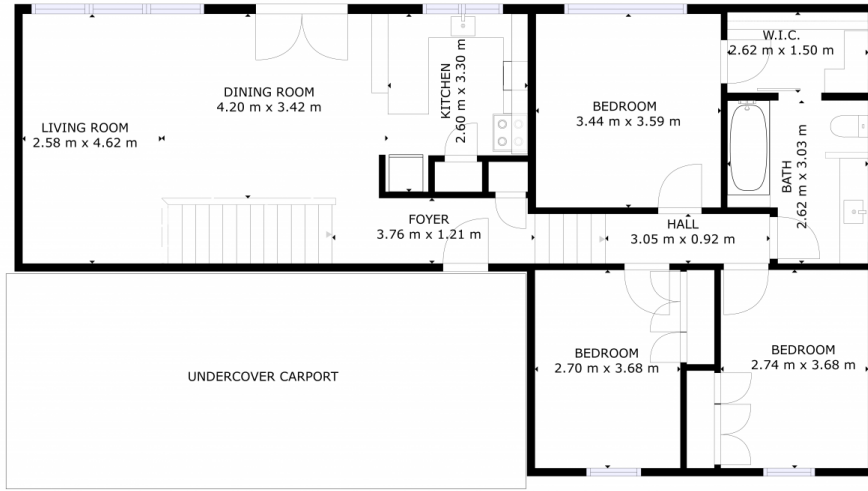 LIVING ROOM
2.58 m x 4.62 m
DINING ROOM
4.20 m x 3.42 m
KITCHEN
2.60 m x 3.30 m
BEDROOM
3.44 m x 3.59 m
W.I.C.
2.62 m x 1.50 m
BATH
2.62 m x 3.03 m
FOYER
3.76 m x 1.21 m
HALL
3.05 m x 0.92 m
UNDERCOVER CARPORT
BEDROOM
2.70 m x 3.68 m
BEDROOM
2.74 m x 3.68 m